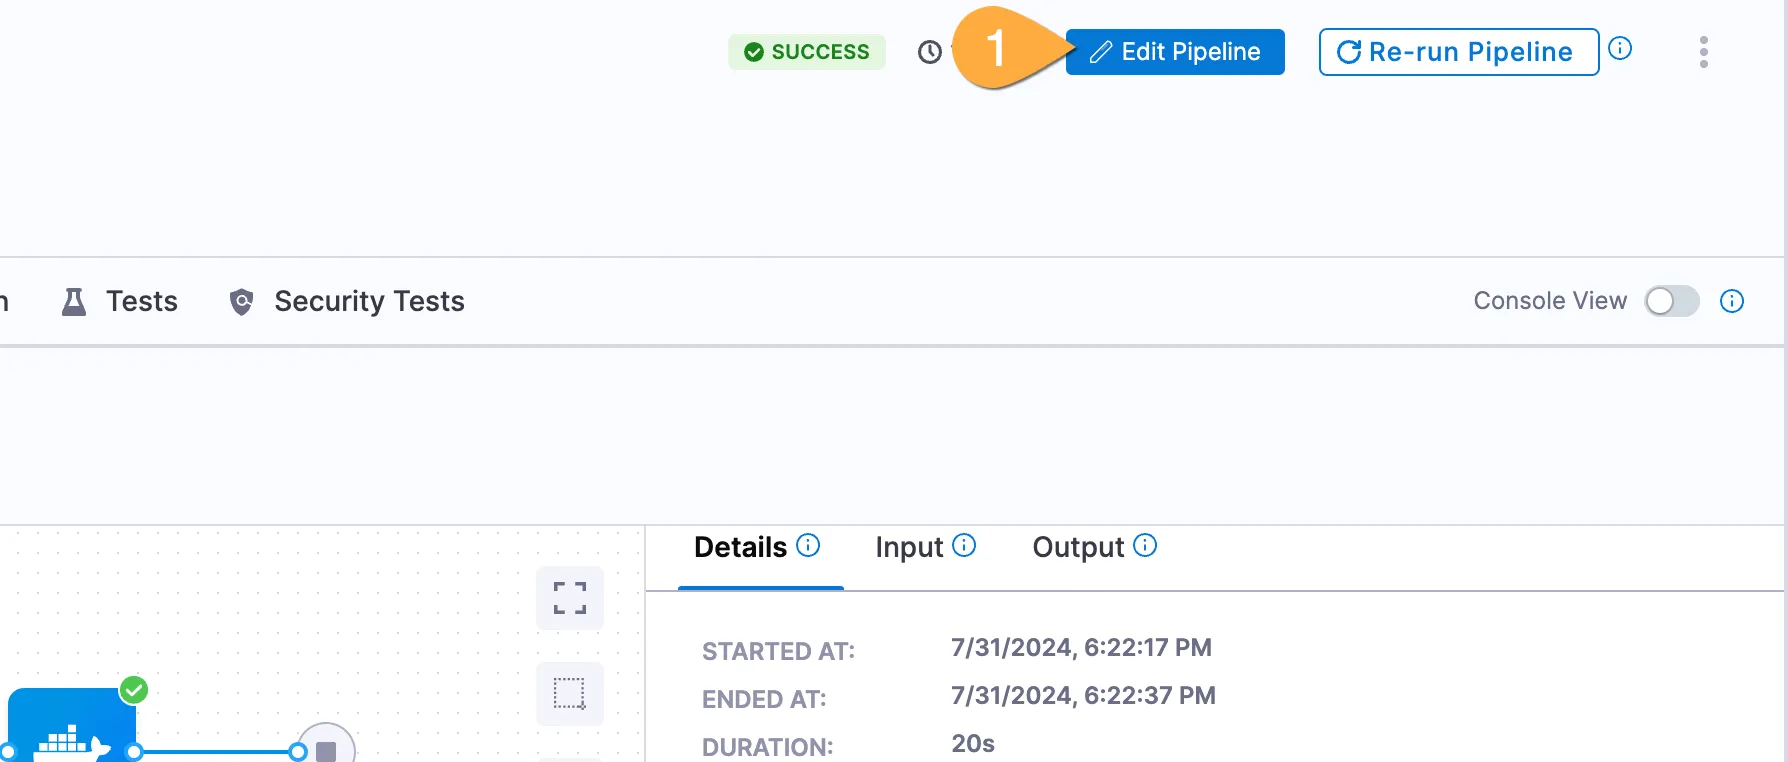 SUCCESS
1
Edit Pipeline
Re-run Pipeline
Tests
Security Tests
Console View
Details
Input
Output
STARTED AT: 7/31/2024, 6:22:17 PM
ENDED AT: 7/31/2024, 6:22:37 PM
DURATION: 20s